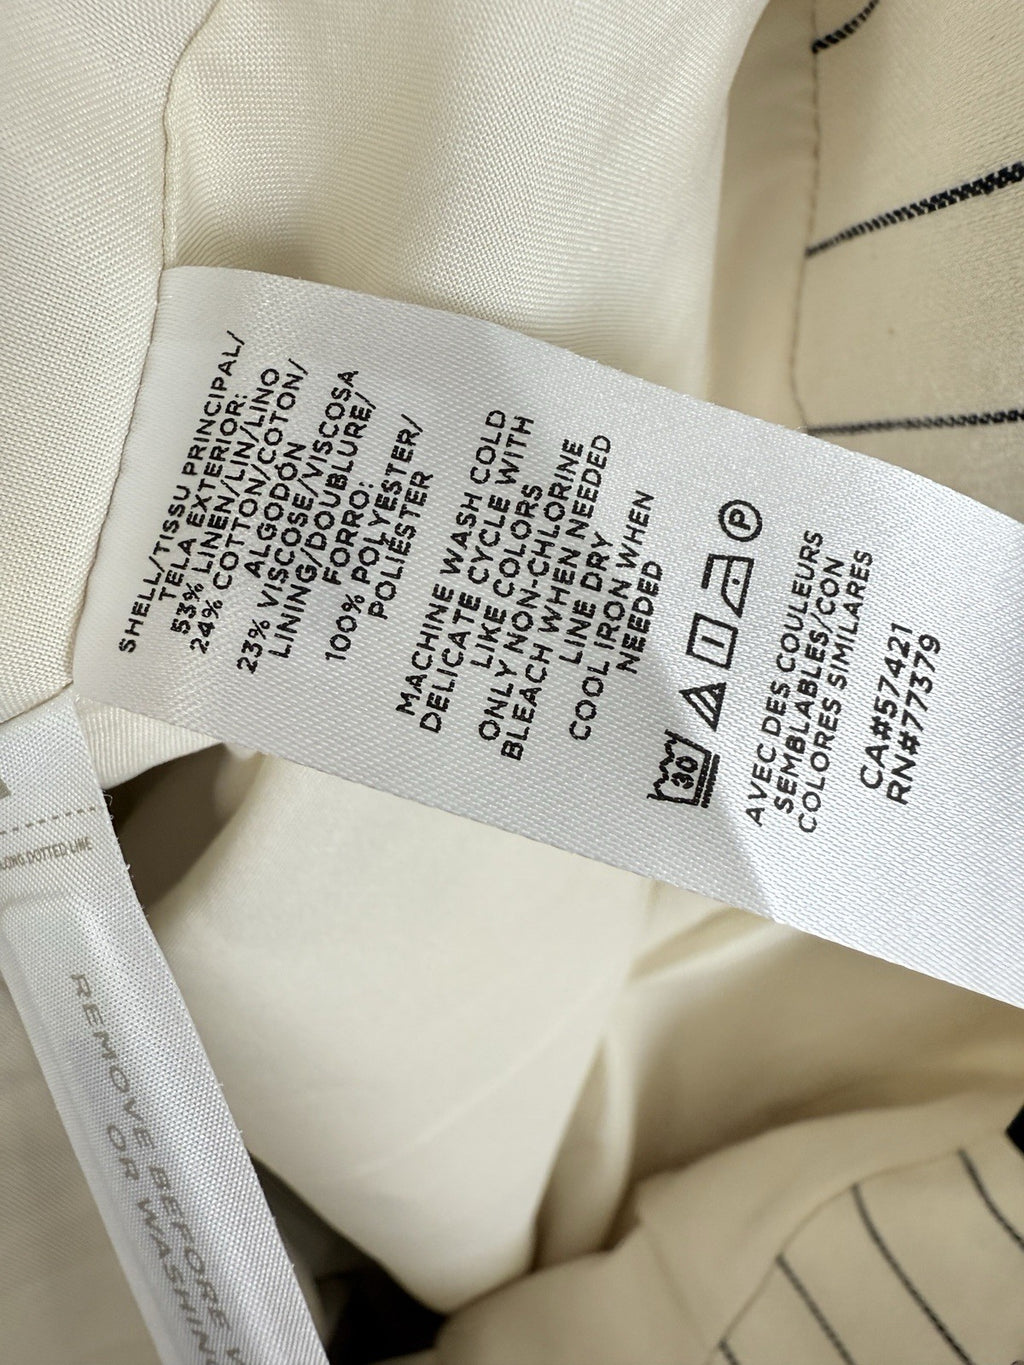 SHELL/TISSU PRINCIPAL/
TELA EXTERIOR:
53% LINEN/LIN/LINO
24% COTTON/COTON/
ALGODÓN
23% VISCOSE/VISCOSA
LINING/DOUBLURE/
FORRO:
100% POLYESTER/
POLIÉSTER
MACHINE WASH COLD
DELICATE CYCLE WITH
LIKE COLORS
ONLY NON-CHLORINE
BLEACH WHEN NEEDED
LINE DRY
COOL IRON WHEN
NEEDED
30
P
AVEC DES COULEURS
SEMBLABLES/CON
COLORES SIMILARES
CA#57421
RN#77379
DOTTED LINE
REMOVE BEFORE
OR WASHING